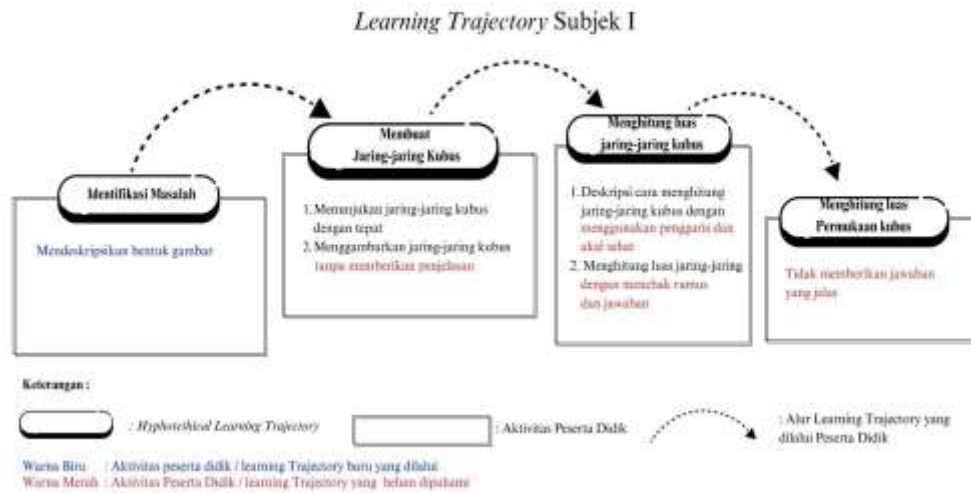 Learning Trajectory Subjek I
Identifikasi Masalah
Mendeskripsikan bentuk gambar
Membuat
Jaring-jaring Kubus
1. Menunjukan jaring-jaring kubus
dengan tepat
2. Menggambarkan jaring-jaring kubus
tanpa memberikan penjelasan
Menghitung luas
jaring-jaring kubus
1. Deskripsi cara menghitung
jaring-jaring kubus dengan
menggunakan penggaris dan
akal sehat
2. Menghitung luas jaring-jaring
dengan menebak rumus
dan jawaban
Menghitung luas
Permukaan kubus
Tidak memberikan jawaban
yang jelas
Keterangan :
: Hyphotethical Learning Trajectory
: Aktivitas Peserta Didik
: Alur Learning Trajectory yang
dilalui Peserta Didik
Warna Biru : Aktivitas peserta didik / learning Trajectory baru yang dilalui
Warna Merah : Aktivitas Peserta Didik / learning Trajectory yang belum dipahami